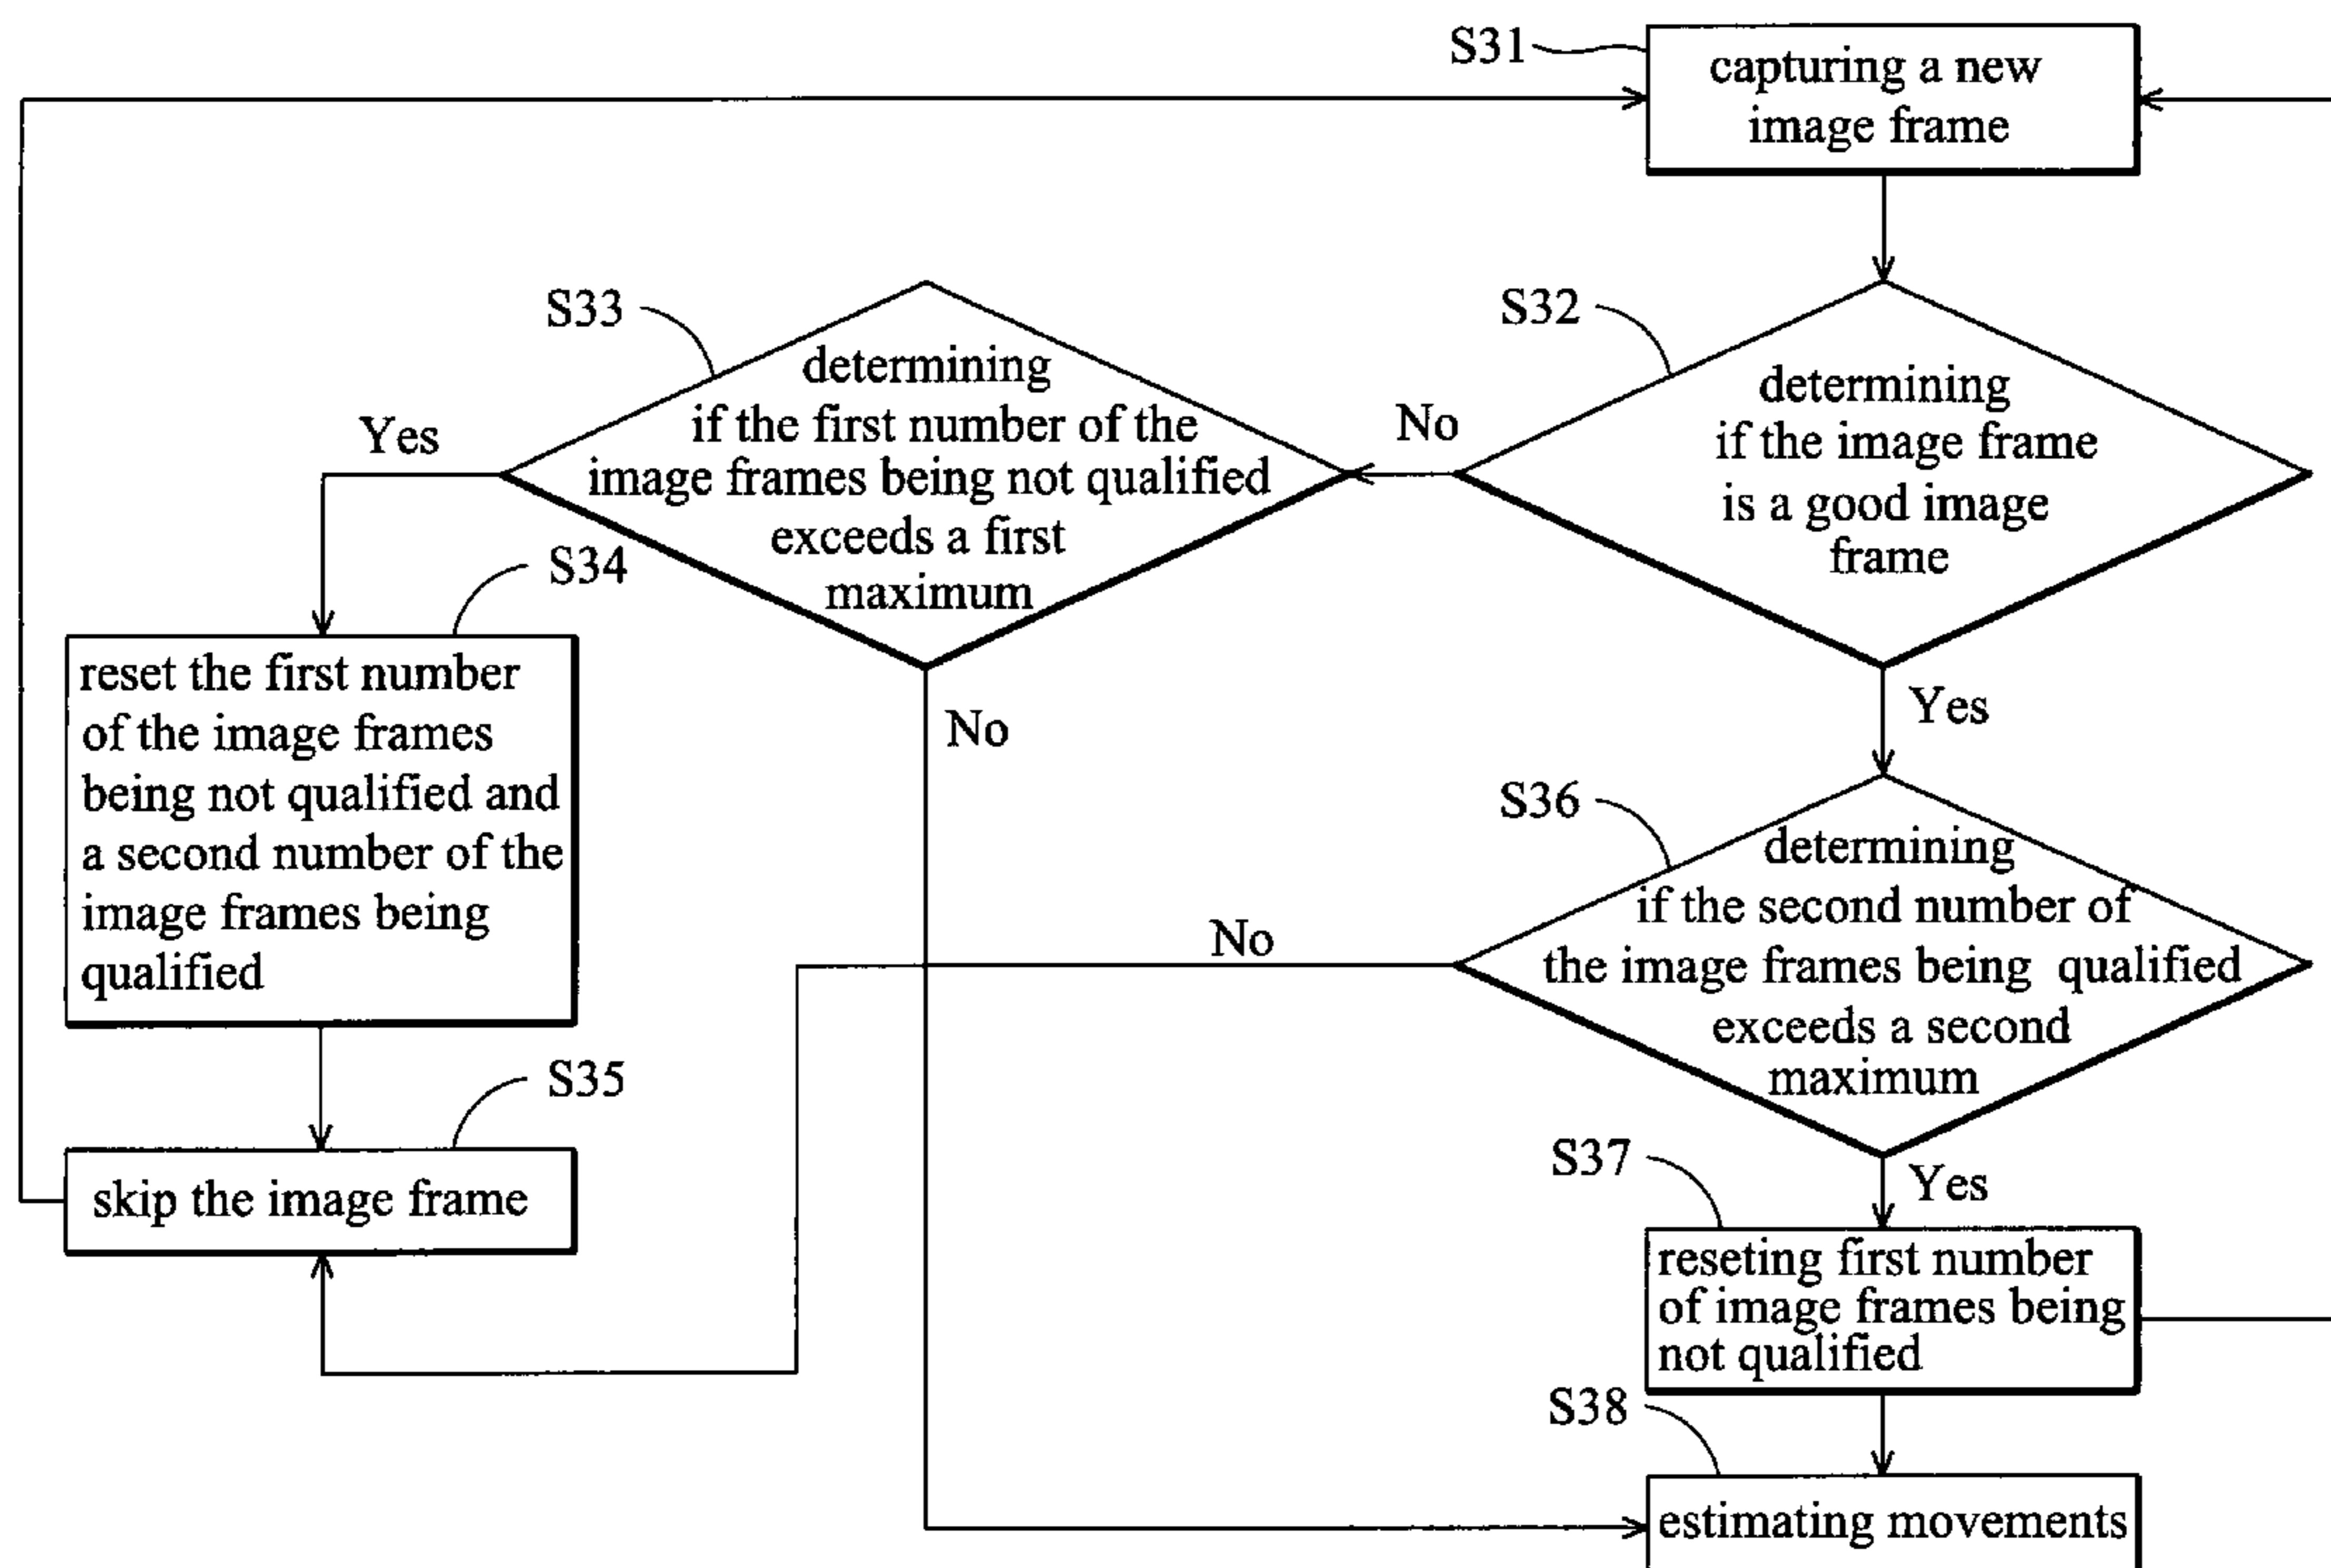 S31
capturing a new
image frame
S32
determining
if the image frame
is a good image
frame
No
Yes
S33
determining
if the first number of the
image frames being not qualified
exceeds a first
maximum
Yes
No
S34
reset the first number
of the image frames
being not qualified and
a second number of the
image frames being
qualified
S35
skip the image frame
S36
determining
if the second number of
the image frames being qualified
exceeds a second
maximum
No
Yes
S37
reseting first number
of image frames being
not qualified
S38
estimating movements